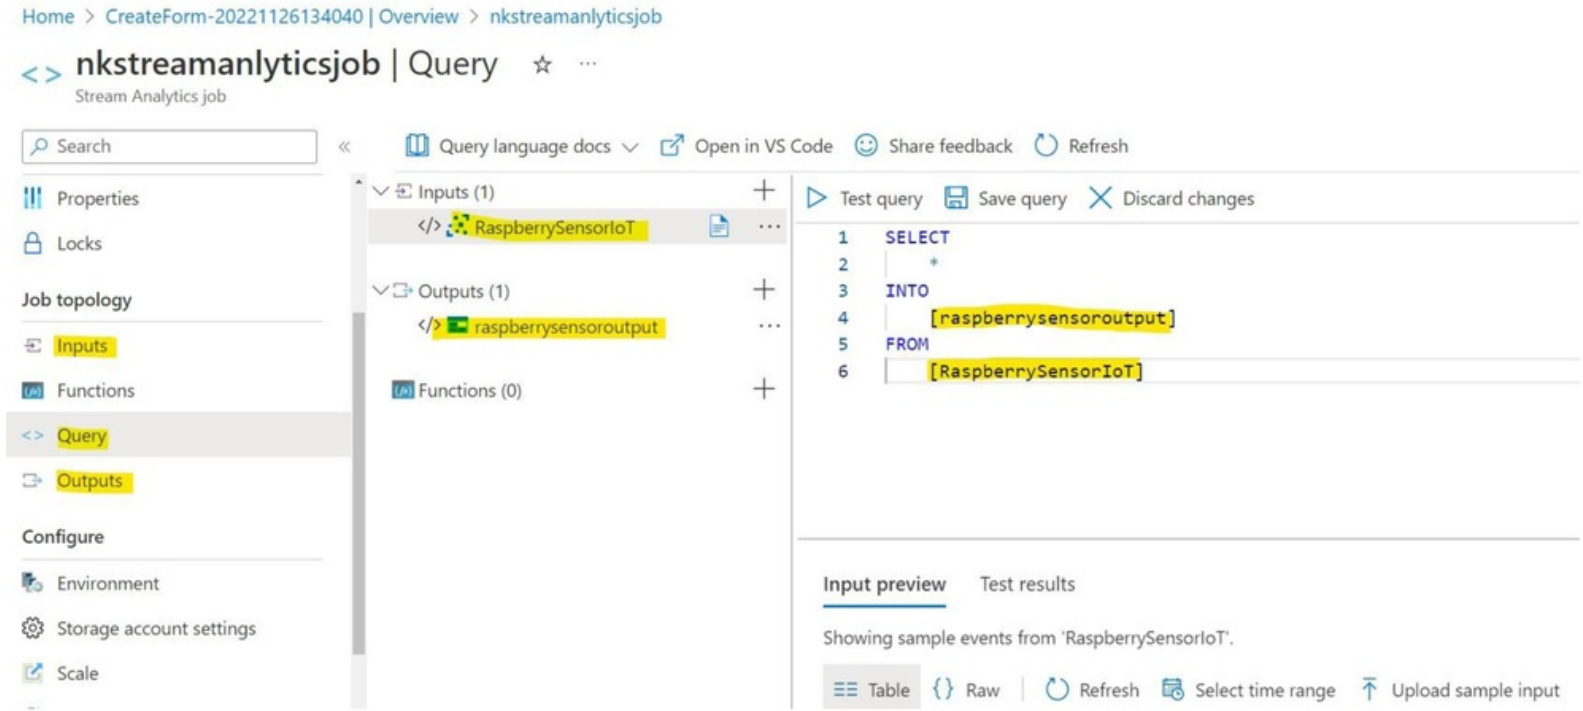 Home > CreateForm-20221126134040 | Overview > nkstreamanlyticsjob
nkstreamanlyticsjob | Query
Stream Analytics job
Search
Properties
Locks
Job topology
Inputs
Functions
Query
Outputs
Configure
Environment
Storage account settings
Scale
Query language docs
Open in VS Code
Share feedback
Refresh
Inputs (1)
RaspberrySensorIoT
Outputs (1)
raspberrysensoroutput
Functions (0)
Test query
Save query
Discard changes
1 SELECT
2 *
3 INTO
4 [raspberrysensoroutput]
5 FROM
6 [RaspberrySensorIoT]
Input preview
Test results
Showing sample events from 'RaspberrySensorIoT'.
Table
{} Raw
Refresh
Select time range
Upload sample input